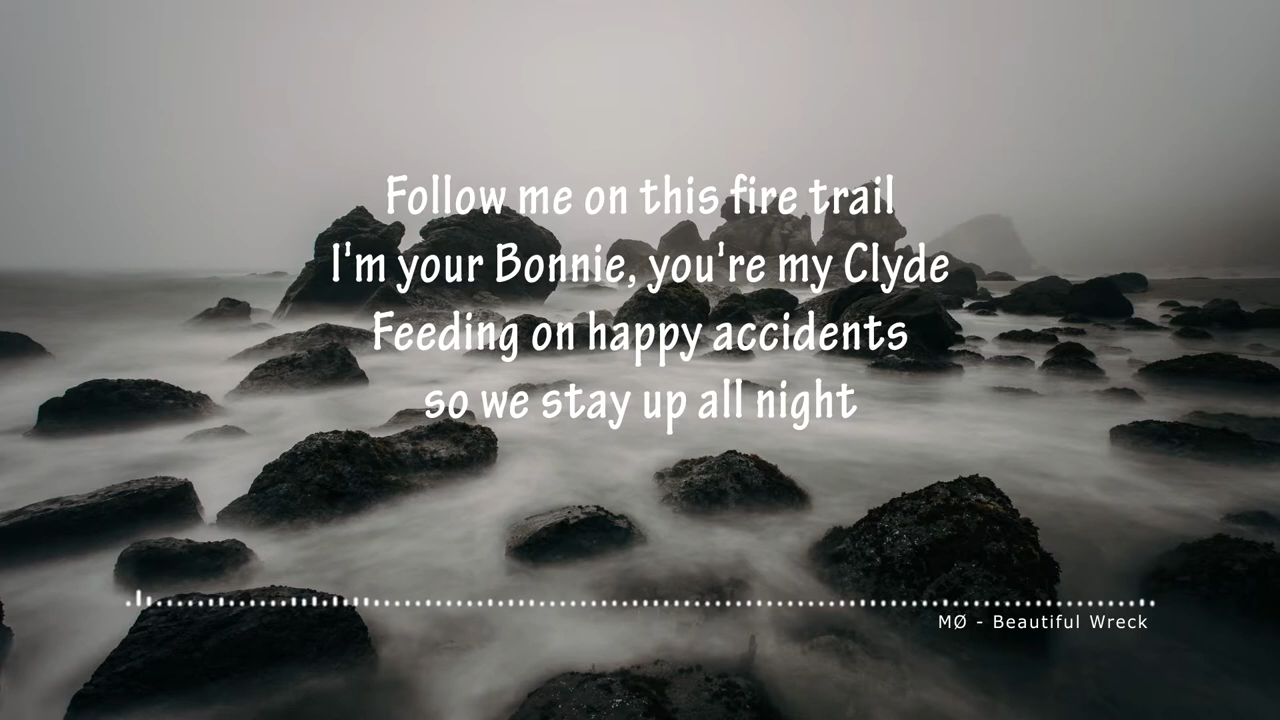 Follow me on this fire trail
I'm your Bonnie, you're my Clyde
Feeding on happy accidents
so we stay up all night
MØ - Beautiful Wreck